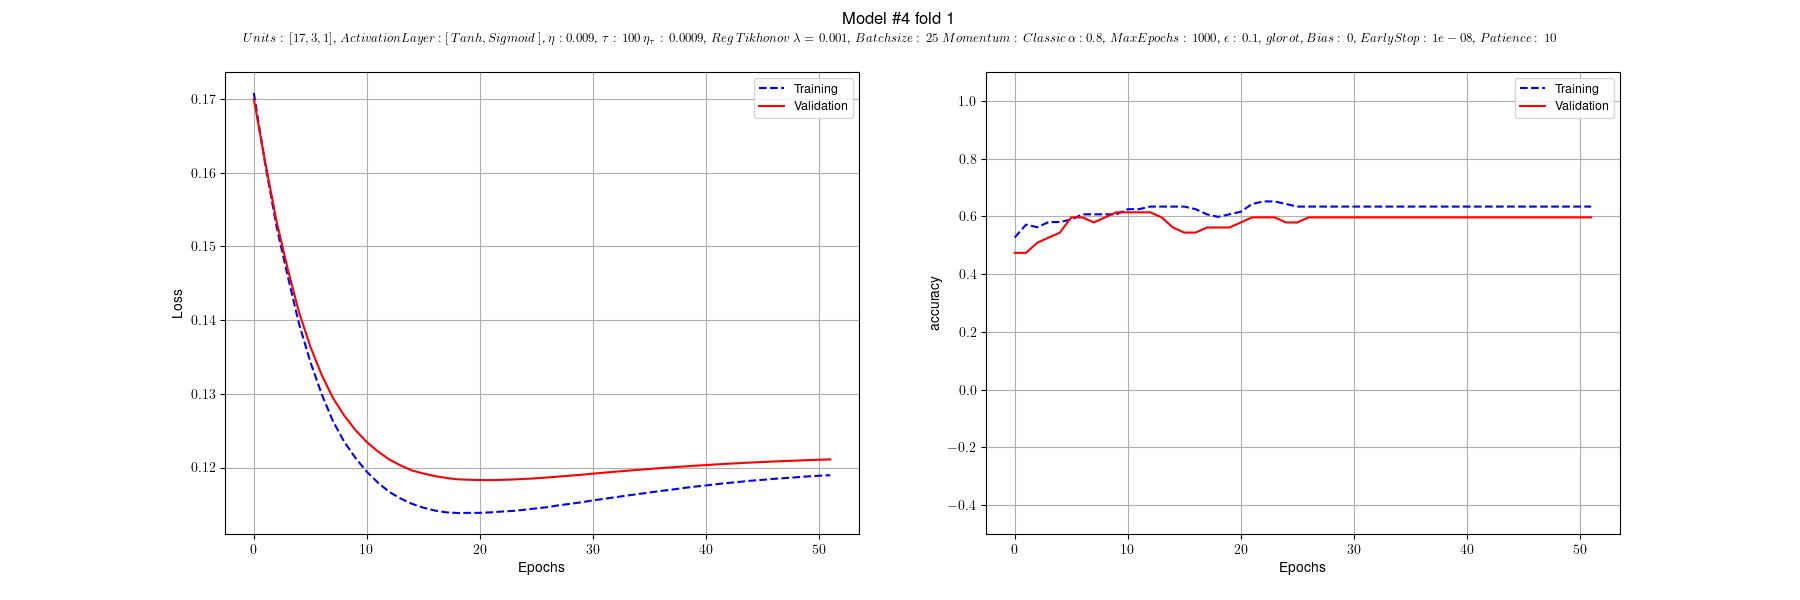 Model #4 fold 1
Units : [17, 3, 1], ActivationLayer : [ Tanh, Sigmoid ], η : 0.009, τ : 100 ητ : 0.0009, Reg Tikhonov λ = 0.001, Batchsize : 25 Momentum : Classic α : 0.8, MaxEpochs : 1000, ϵ : 0.1, glorot, Bias : 0, EarlyStop : 1e − 08, Patience : 10
Training
Validation
0.17
0.16
0.15
0.14
0.13
0.12
Loss
0 10 20 30 40 50
Epochs
Training
Validation
1.0
0.8
0.6
0.4
0.2
0.0
−0.2
−0.4
accuracy
0 10 20 30 40 50
Epochs